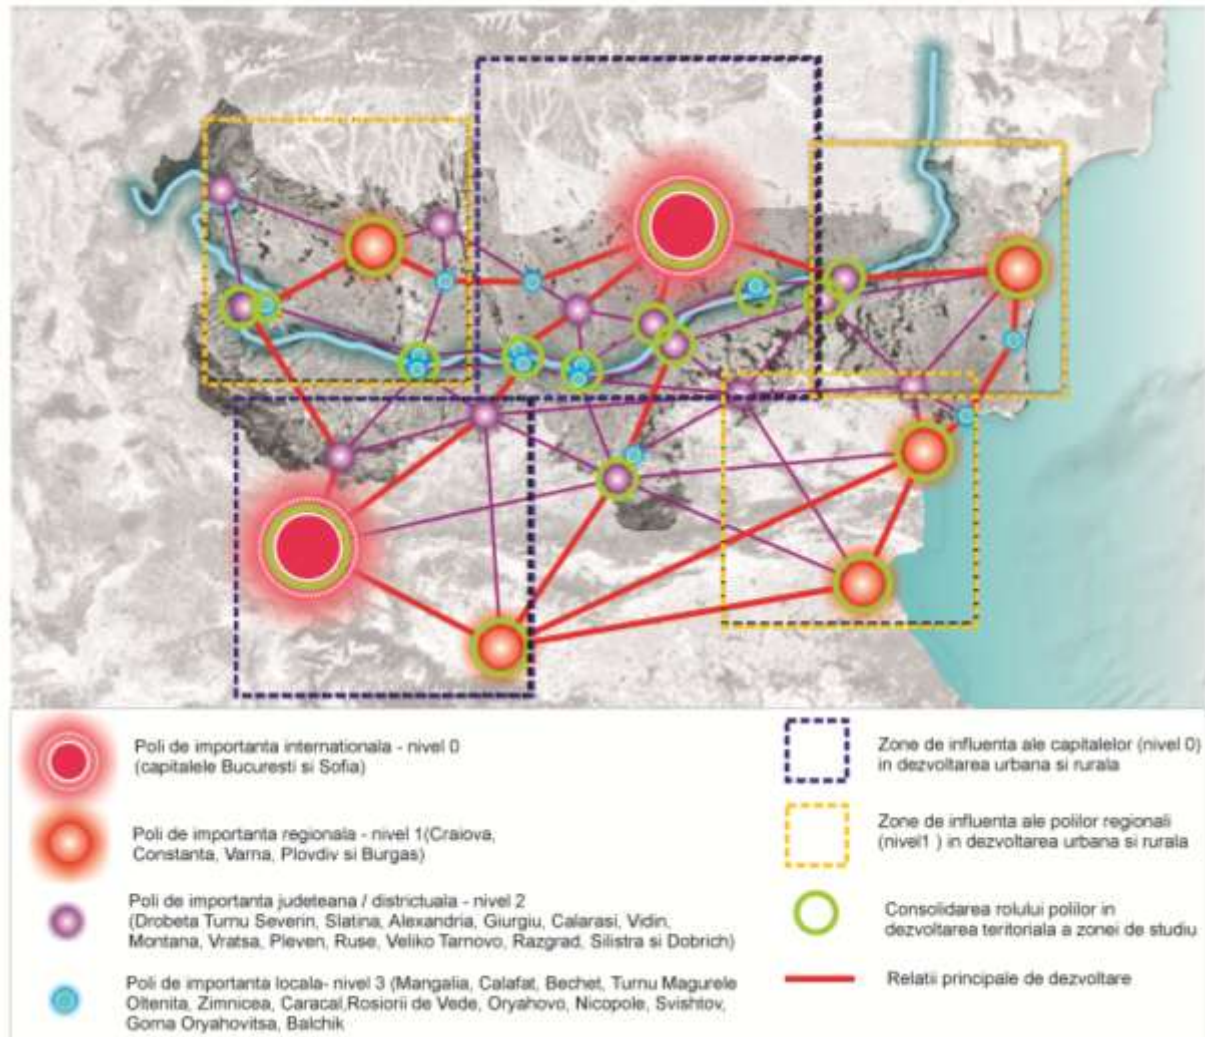 Poli de importanta internationala - nivel 0
(capitalele Bucuresti si Sofia)
Poli de importanta regionala - nivel 1(Craiova,
Constanta, Varna, Plovdiv si Burgas)
Poli de importanta judeteana / districtuala - nivel 2
(Drobeta Turnu Severin, Slatina, Alexandria, Giurgiu, Calarasi, Vidin,
Montana, Vratsa, Pleven, Ruse, Veliko Tarnovo, Razgrad, Silistra si Dobrich)
Poli de importanta locala- nivel 3 (Mangalia, Calafat, Bechet, Turnu Magurele
Oltenita, Zimnicea, Caracal,Rosiorii de Vede, Oryahovo, Nicopole, Svishtov,
Gorna Oryahovitsa, Balchik
Zone de influenta ale capitalelor (nivel 0)
in dezvoltarea urbana si rurala
Zone de influenta ale polilor regionali
(nivel1 ) in dezvoltarea urbana si rurala
Consolidarea rolului polilor in
dezvoltarea teritoriala a zonei de studiu
Relatii principale de dezvoltare